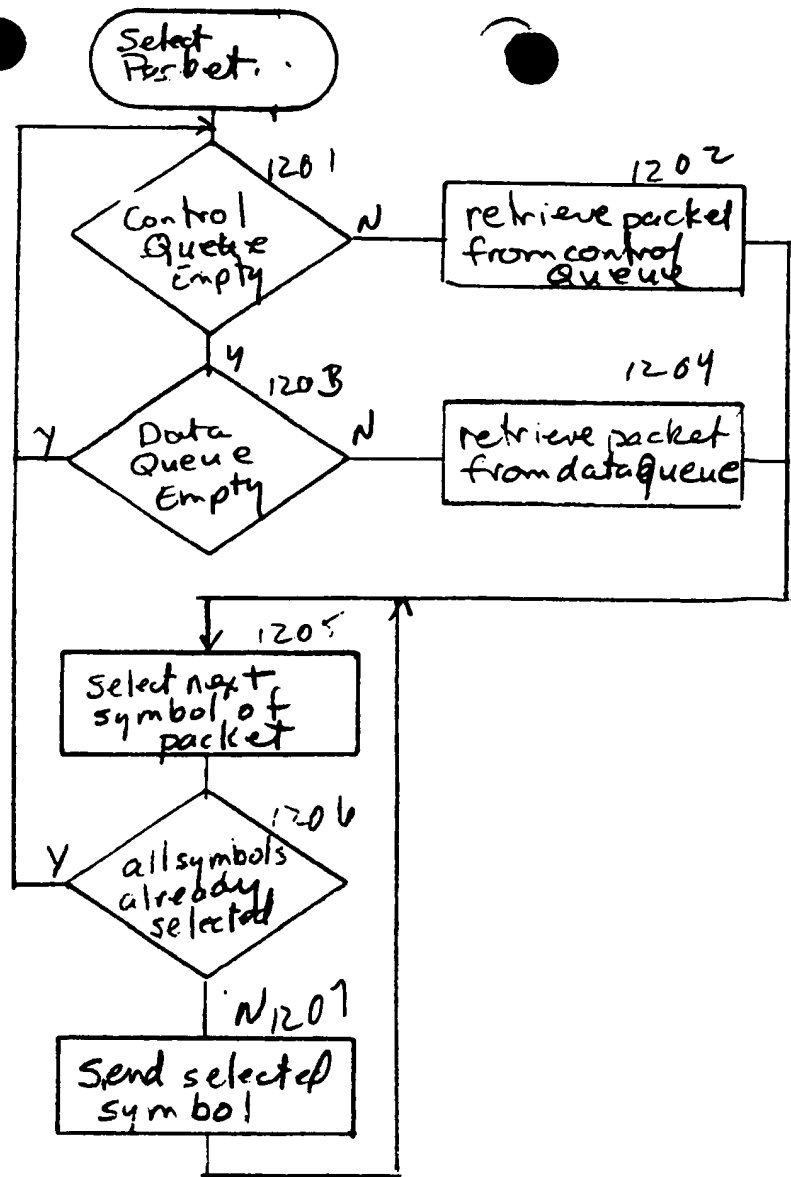 Select
Packet.
1201
Control
Queue
Empty
N
1202
retrieve packet
from control
Queue
Y
1203
Data
Queue
Empty
Y
N
1204
retrieve packet
from data Queue
1205
select next
symbol of
packet
1206
all symbols
already
selected
Y
N
1207
Send selected
symbol